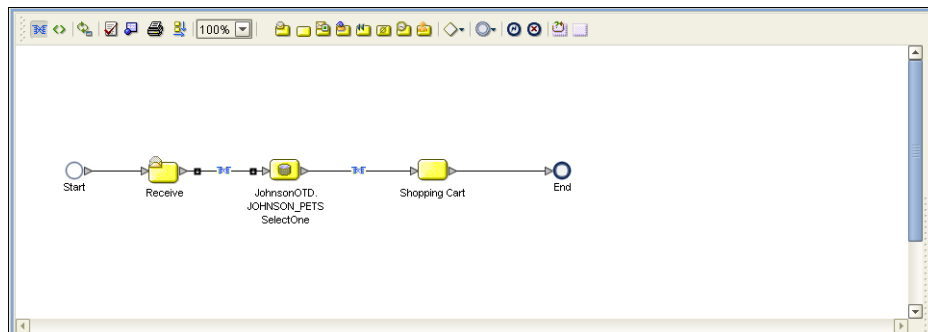 100%
Start
Receive
JohnsonOTD.
JOHNSON_PETS
SelectOne
Shopping Cart
End